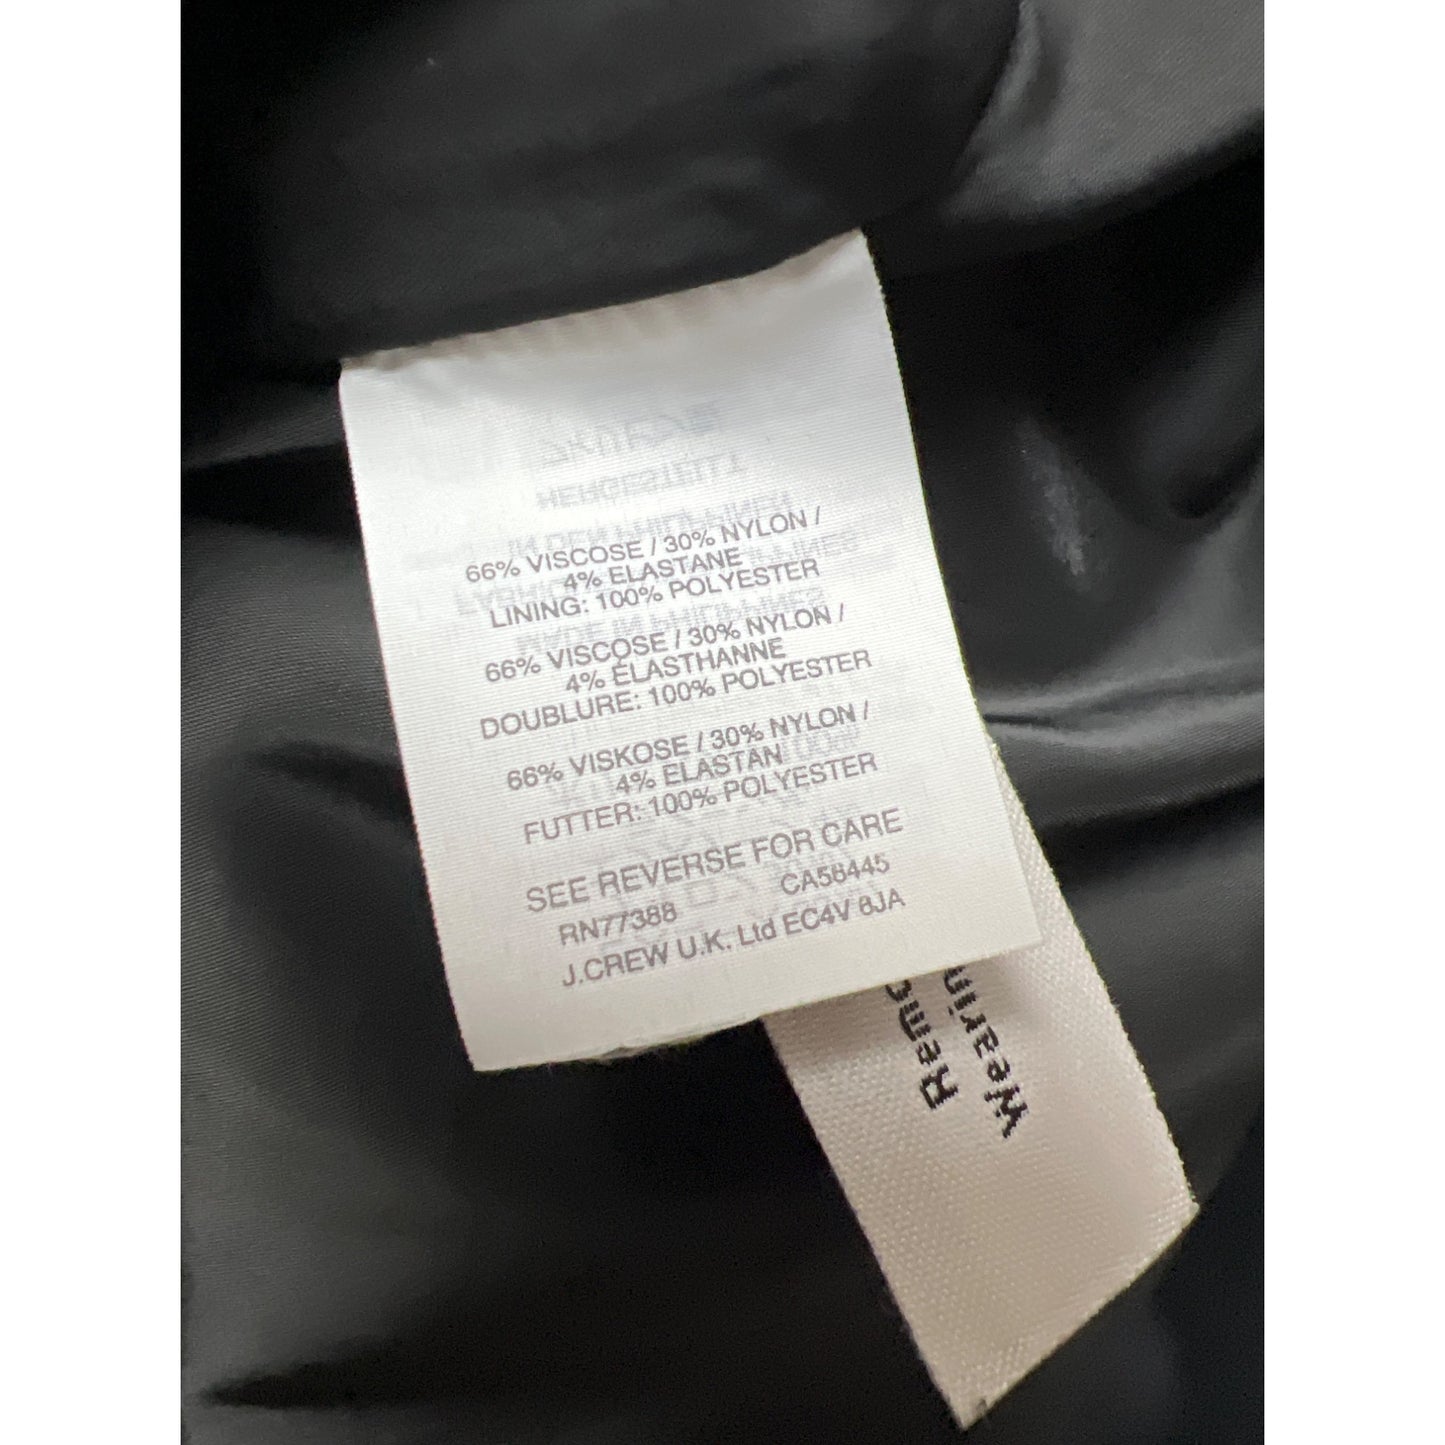 66% VISCOSE / 30% NYLON /
4% ELASTANE
LINING: 100% POLYESTER
66% VISCOSE / 30% NYLON /
4% ÉLASTHANNE
DOUBLURE: 100% POLYESTER
66% VISKOSE / 30% NYLON /
4% ELASTAN
FUTTER: 100% POLYESTER
SEE REVERSE FOR CARE
RN77388 CA56445
J.CREW U.K. Ltd EC4V 6JA